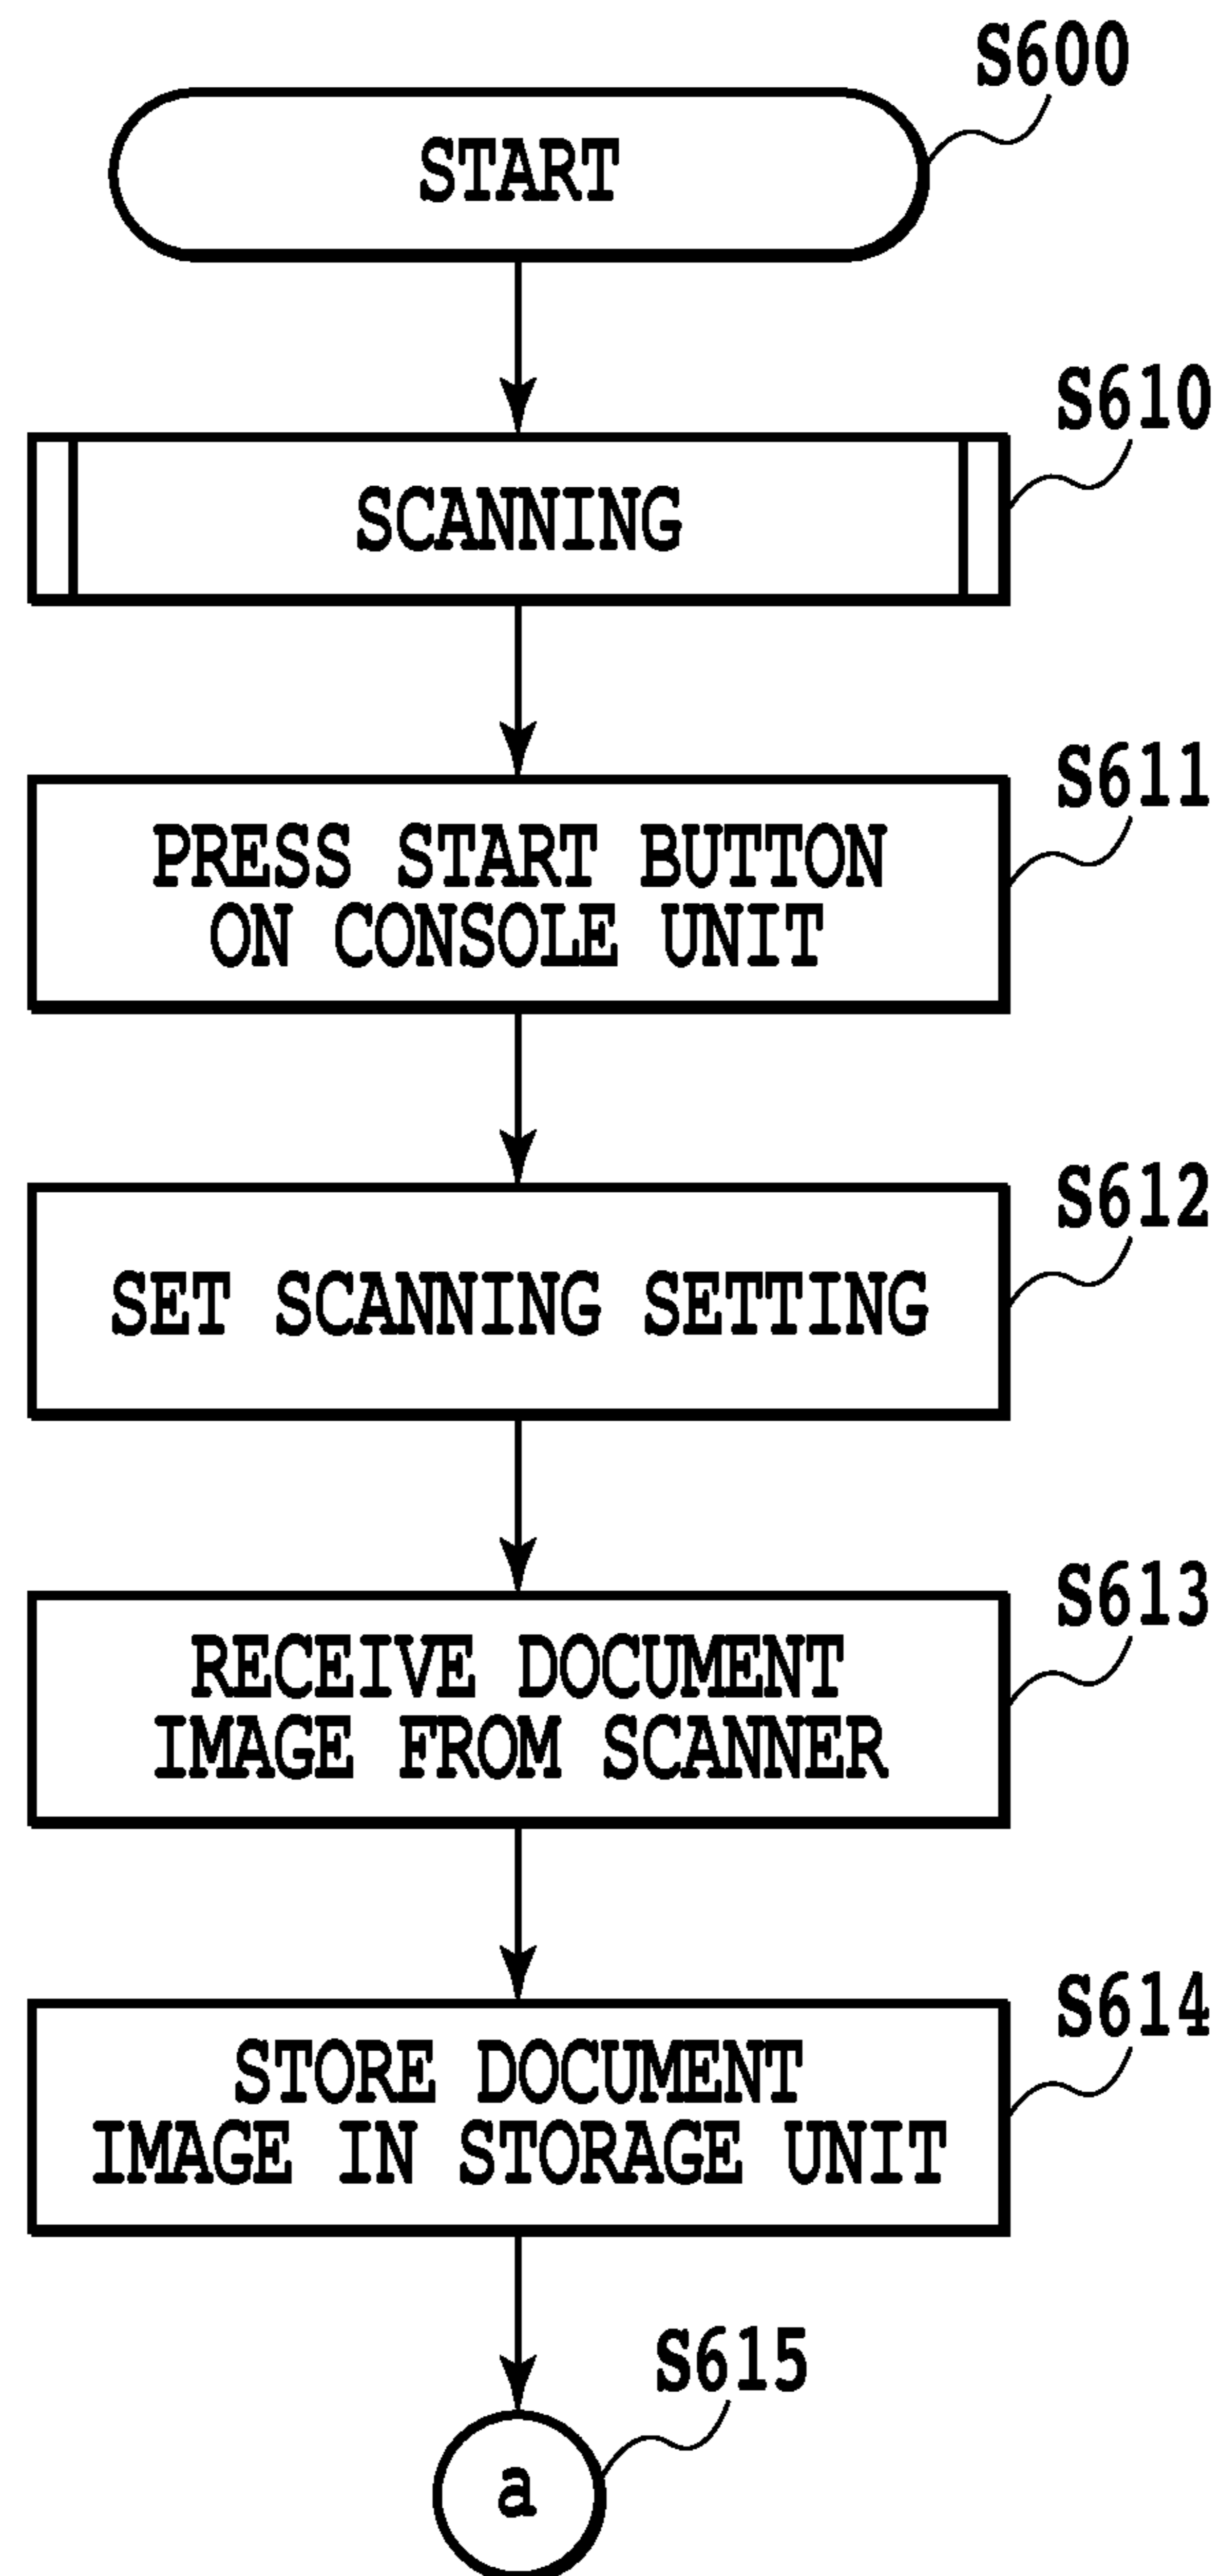 S600
START
S610
SCANNING
S611
PRESS START BUTTON
ON CONSOLE UNIT
S612
SET SCANNING SETTING
S613
RECEIVE DOCUMENT
IMAGE FROM SCANNER
S614
STORE DOCUMENT
IMAGE IN STORAGE UNIT
S615
a